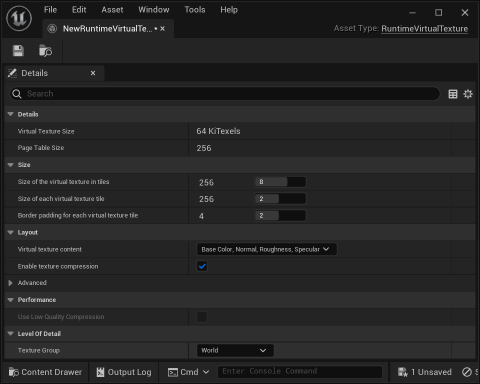 File Edit Asset Window Tools Help
NewRuntimeVirtualTe... •
Asset Type: RuntimeVirtualTexture
Details
Search
Details
Virtual Texture Size 64 KiTexels
Page Table Size 256
Size
Size of the virtual texture in tiles 256 8
Size of each virtual texture tile 256 2
Border padding for each virtual texture tile 4 2
Layout
Virtual texture content Base Color, Normal, Roughness, Specular
Enable texture compression
Advanced
Performance
Use Low Quality Compression
Level Of Detail
Texture Group World
Content Drawer Output Log Cmd Enter Console Command 1 Unsaved S